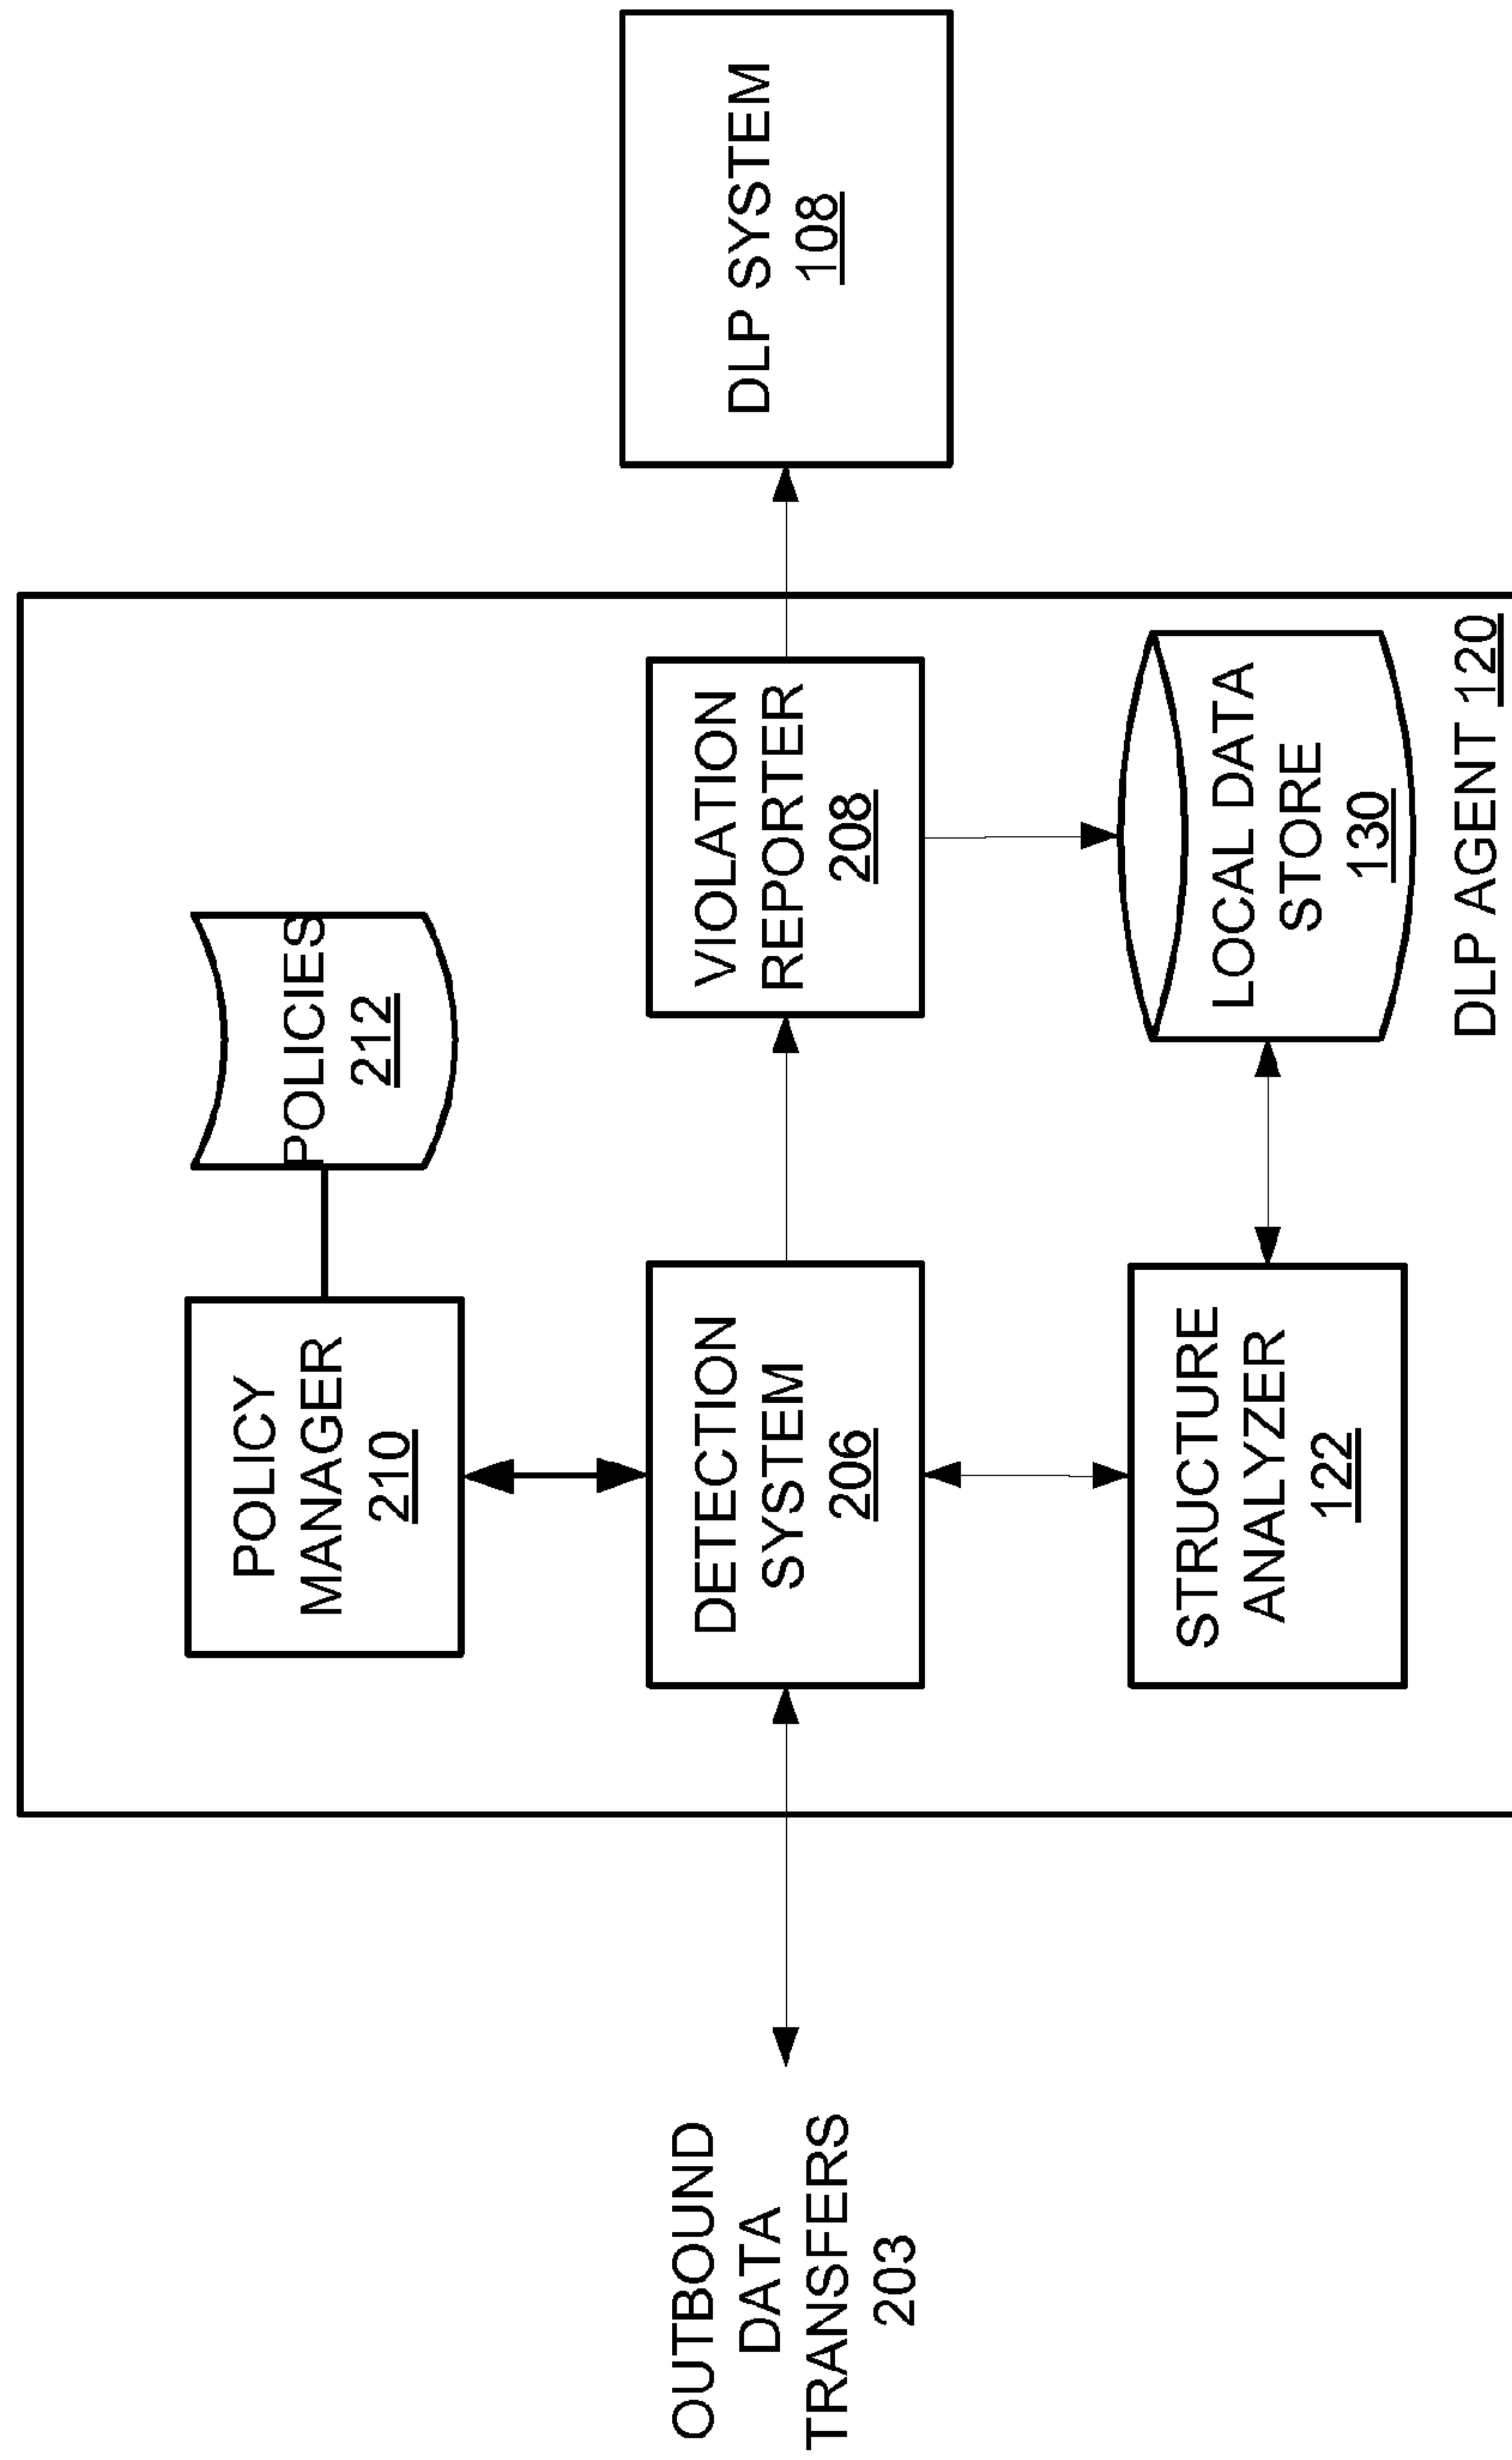 POLICY
MANAGER
210
POLICIES
212
OUTBOUND
DATA
TRANSFERS
203
DETECTION
SYSTEM
206
VIOLATION
REPORTER
208
DLP SYSTEM
108
STRUCTURE
ANALYZER
122
LOCAL DATA
STORE
130
DLP AGENT 120